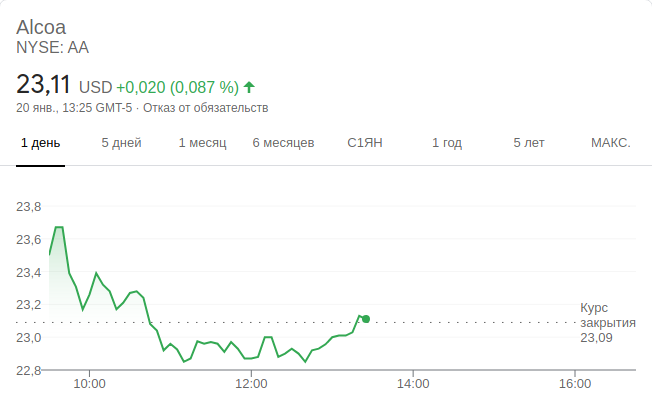 Alcoa
NYSE: AA
23,11 USD +0,020 (0,087 %)
20 янв., 13:25 GMT-5 · Отказ от обязательств
1 день 5 дней 1 месяц 6 месяцев С1ЯН 1 год 5 лет МАКС.
23,8
23,6
23,4
23,2
23,0
22,8
Курс
закрытия
23,09
10:00 12:00 14:00 16:00